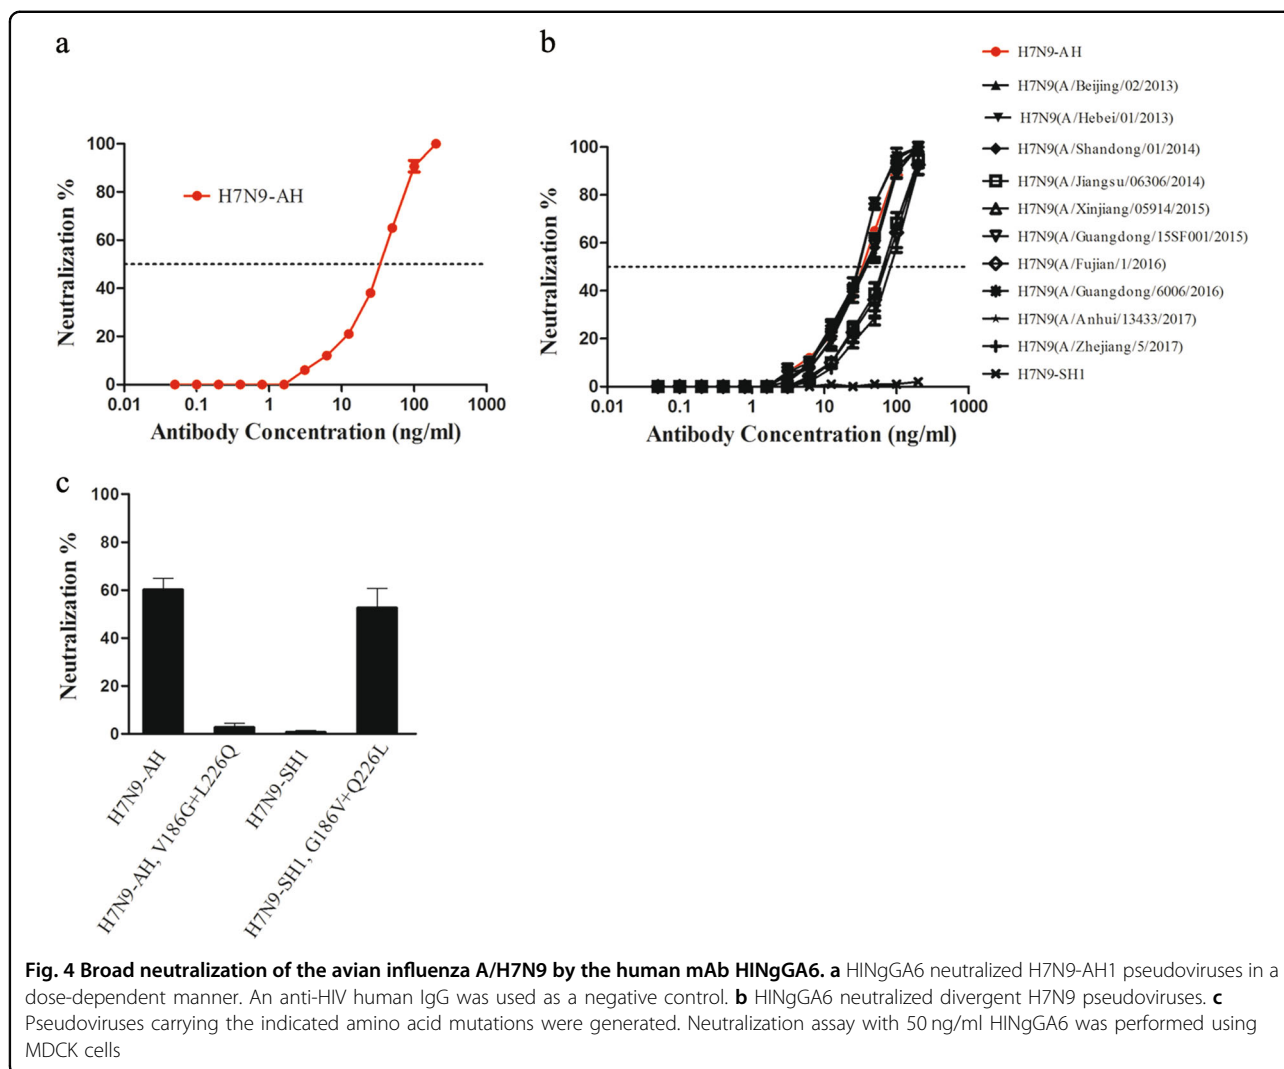 a
Neutralization %
100
80
60
40
20
0
H7N9-AH
0.01 0.1 1 10 100 1000
Antibody Concentration (ng/ml)
b
Neutralization %
100
80
60
40
20
0
0.01 0.1 1 10 100 1000
Antibody Concentration (ng/ml)
H7N9-AH
H7N9(A/Beijing/02/2013)
H7N9(A/Hebei/01/2013)
H7N9(A/Shandong/01/2014)
H7N9(A/Jiangsu/06306/2014)
H7N9(A/Xinjiang/05914/2015)
H7N9(A/Guangdong/15SF001/2015)
H7N9(A/Fujian/1/2016)
H7N9(A/Guangdong/6006/2016)
H7N9(A/Anhui/13433/2017)
H7N9(A/Zhejiang/5/2017)
H7N9-SH1
c
Neutralization %
100
80
60
40
20
0
H7N9-AH
H7N9-AH, V186G+L226Q
H7N9-SH1
H7N9-SH1, G186V+Q226L
Fig. 4 Broad neutralization of the avian influenza A/H7N9 by the human mAb HINgGA6. a HINgGA6 neutralized H7N9-AH1 pseudoviruses in a
dose-dependent manner. An anti-HIV human IgG was used as a negative control. b HINgGA6 neutralized divergent H7N9 pseudoviruses. c
Pseudoviruses carrying the indicated amino acid mutations were generated. Neutralization assay with 50 ng/ml HINgGA6 was performed using
MDCK cells